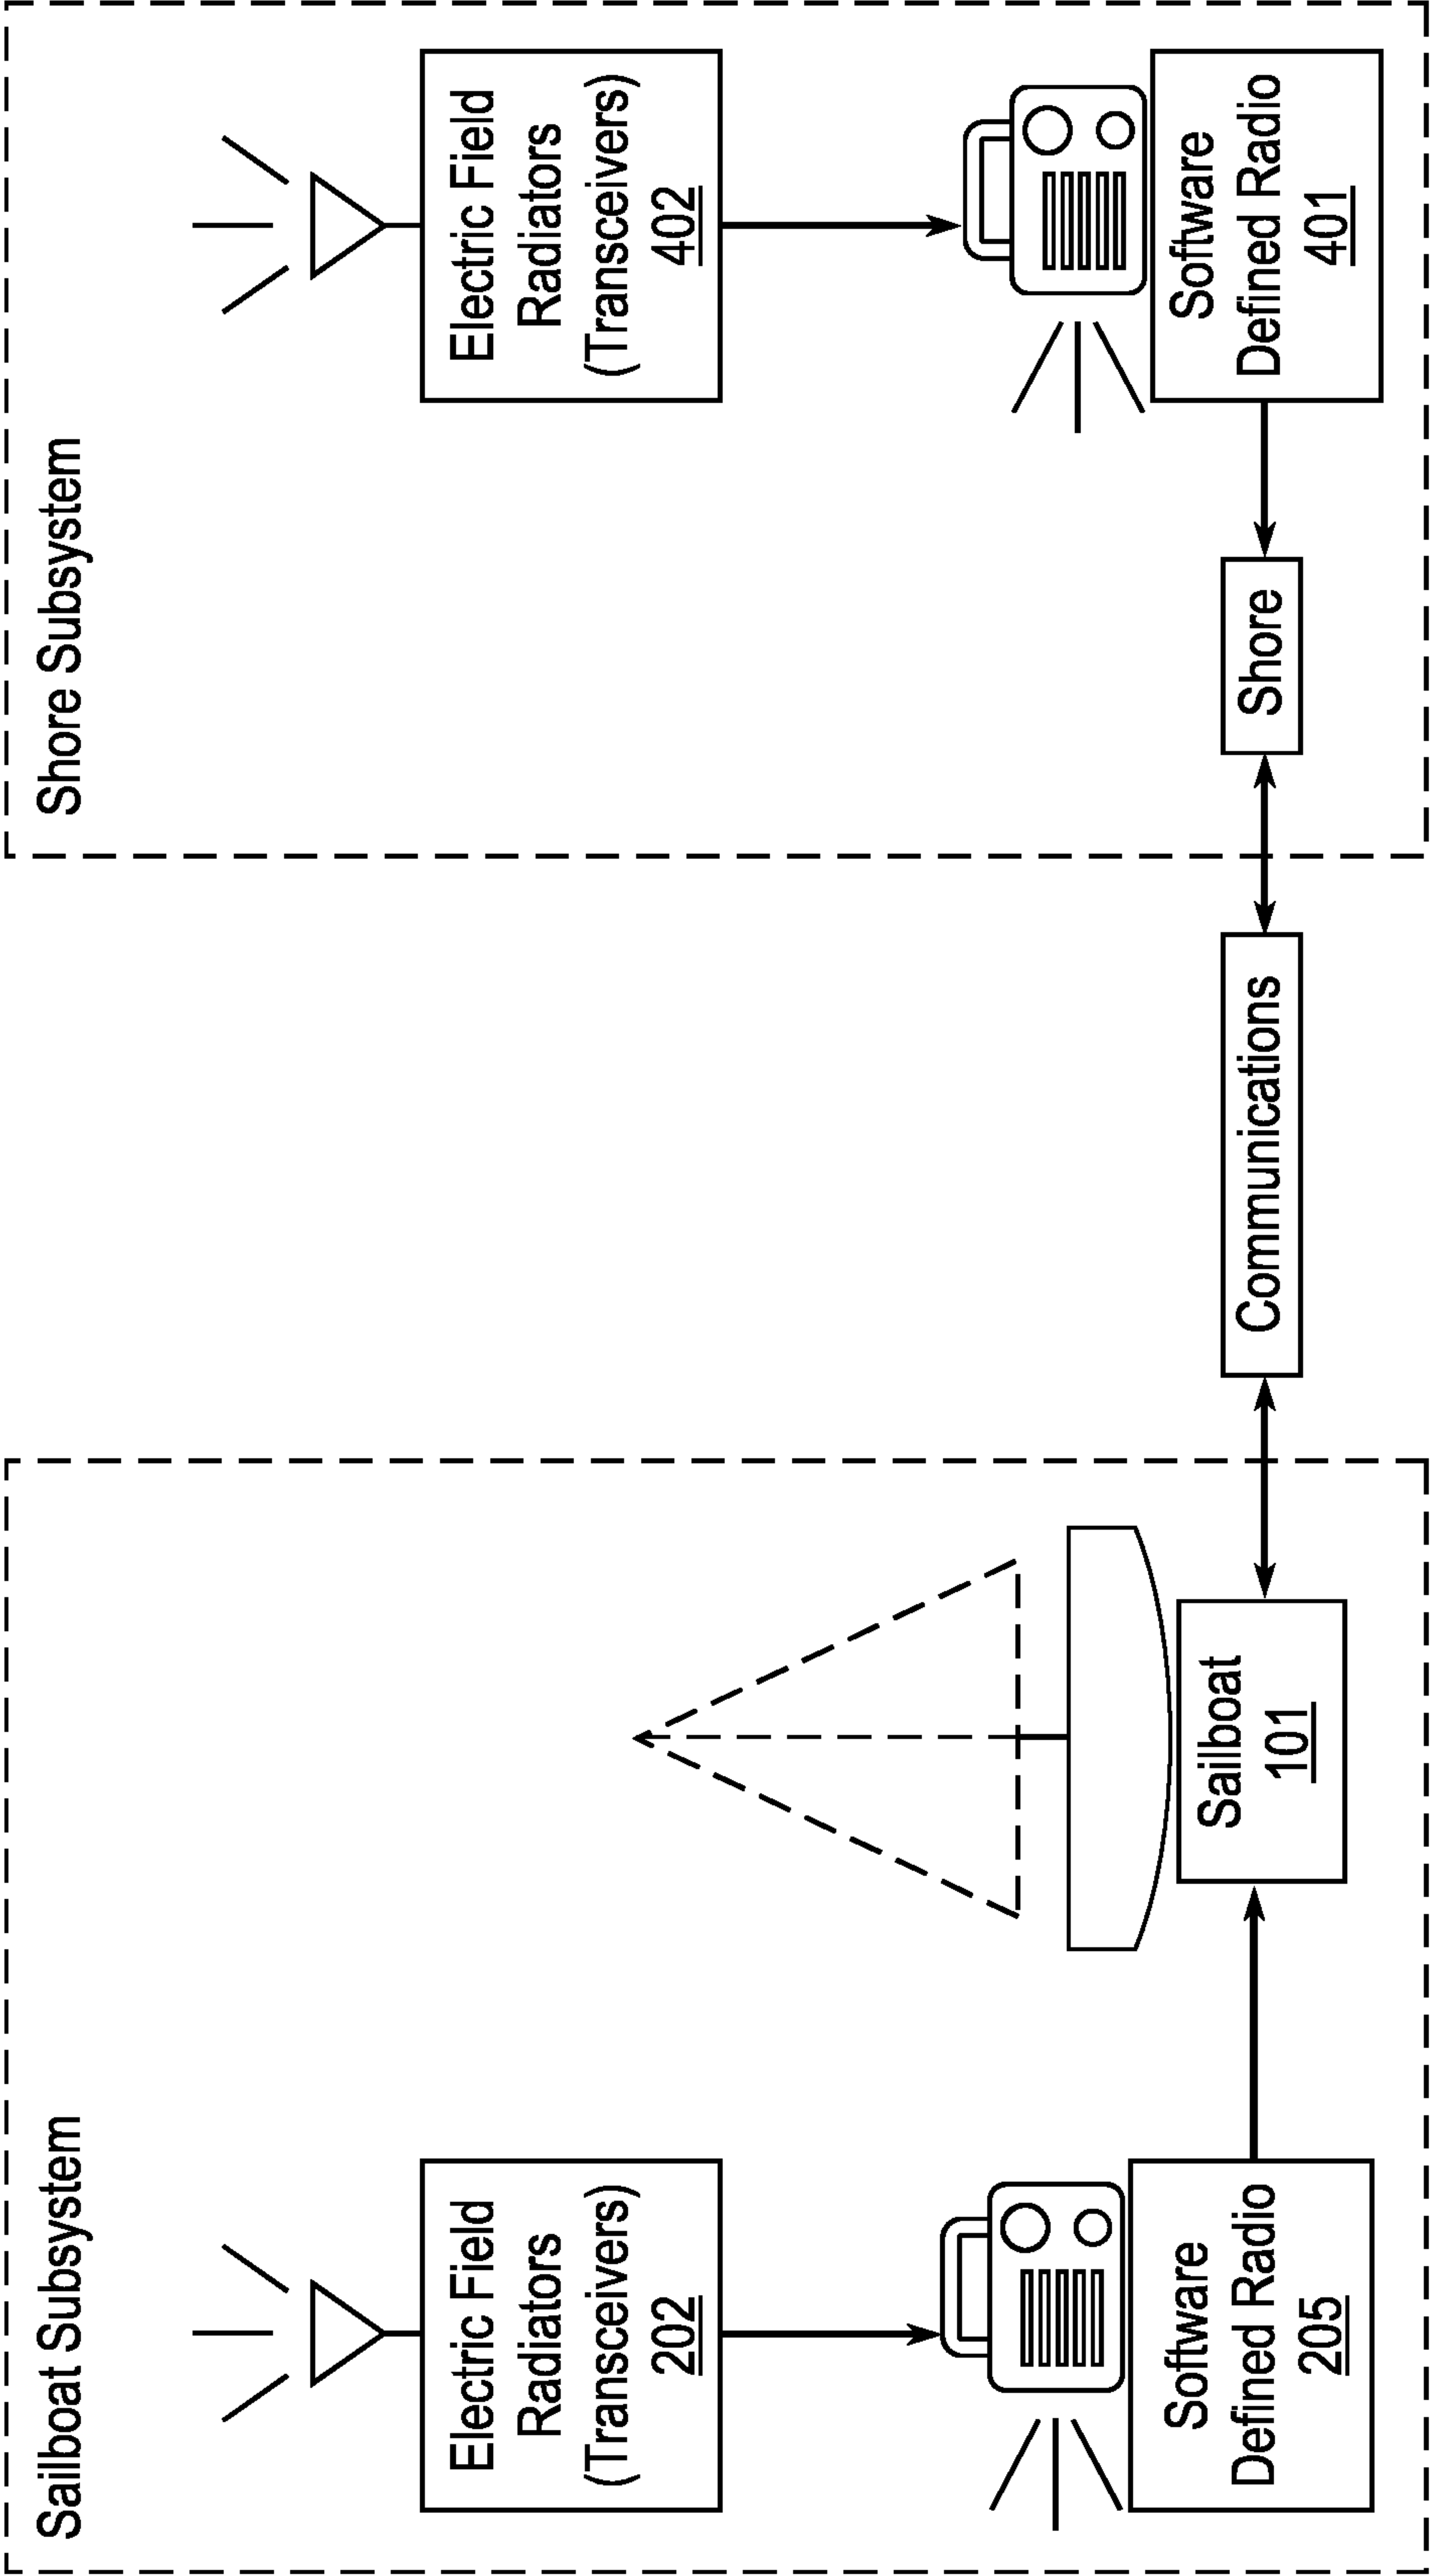 Sailboat Subsystem
Electric Field
Radiators
(Transceivers)
202
Software
Defined Radio
205
Sailboat
101
Communications
Shore Subsystem
Electric Field
Radiators
(Transceivers)
402
Software
Defined Radio
401
Shore